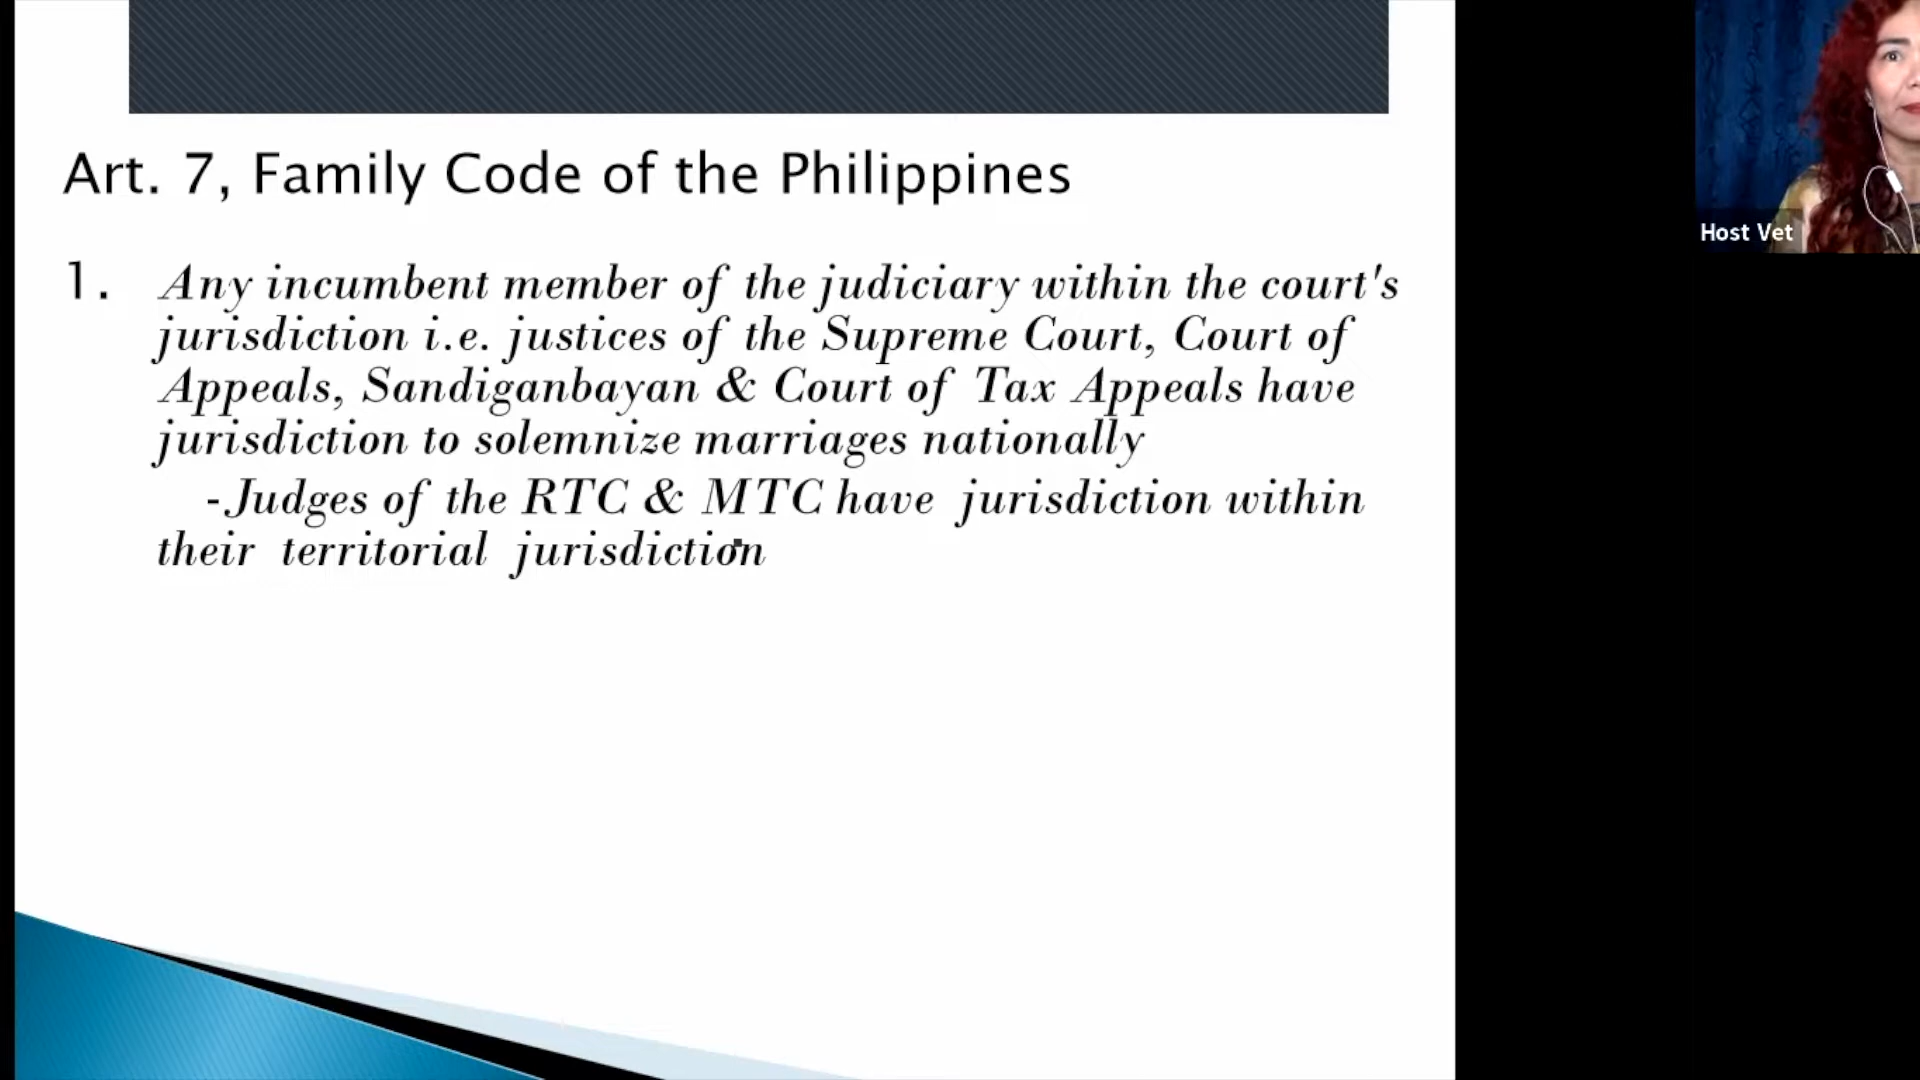 Art. 7, Family Code of the Philippines
1. Any incumbent member of the judiciary within the court's
jurisdiction i.e. justices of the Supreme Court, Court of
Appeals, Sandiganbayan & Court of Tax Appeals have
jurisdiction to solemnize marriages nationally
-Judges of the RTC & MTC have jurisdiction within
their territorial jurisdiction
Host Vet